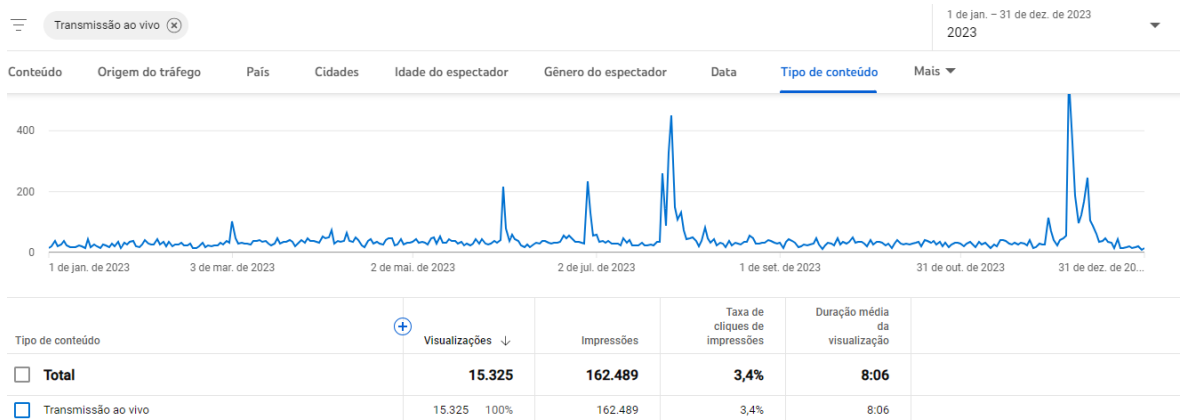 Transmissão ao vivo
1 de jan. – 31 de dez. de 2023
2023
Conteúdo Origem do tráfego País Cidades Idade do espectador Gênero do espectador Data Tipo de conteúdo Mais
400
200
0
1 de jan. de 2023 3 de mar. de 2023 2 de mai. de 2023 2 de jul. de 2023 1 de set. de 2023 31 de out. de 2023 31 de dez. de 20...
Tipo de conteúdo
Visualizações
Impressões
Taxa de
cliques de
impressões
Duração média
da
visualização
Total 15.325 162.489 3,4% 8:06
Transmissão ao vivo 15.325 100% 162.489 3,4% 8:06